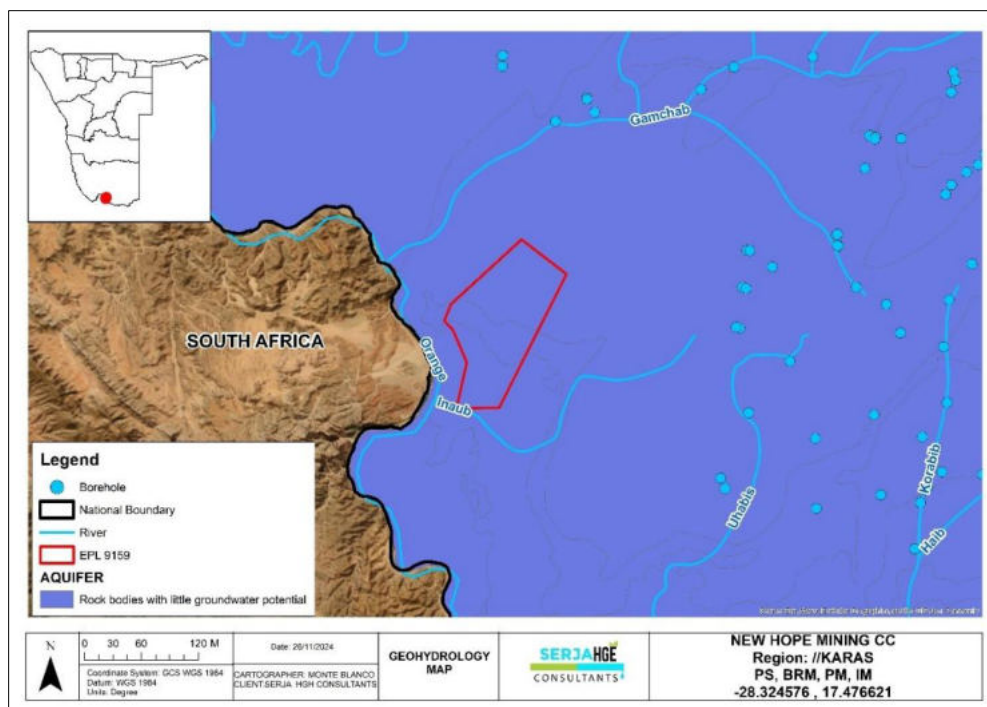 Gamchab
SOUTH AFRICA
Orange
Inaub
Uhabis
Korabib
Haib
Legend
Borehole
National Boundary
River
EPL 9159
AQUIFER
Rock bodies with little groundwater potential
N
0 30 60 120 M
Coordinate System: GCS WGS 1984
Datum: WGS 1984
Units: Degree
Date: 26/11/2024
CARTOGRAPHER: MONTE BLANCO
CLIENT:SERJA HGH CONSULTANTS
GEOHYDROLOGY
MAP
SERJAHGE
CONSULTANTS
NEW HOPE MINING CC
Region: //KARAS
PS, BRM, PM, IM
-28.324576 , 17.476621